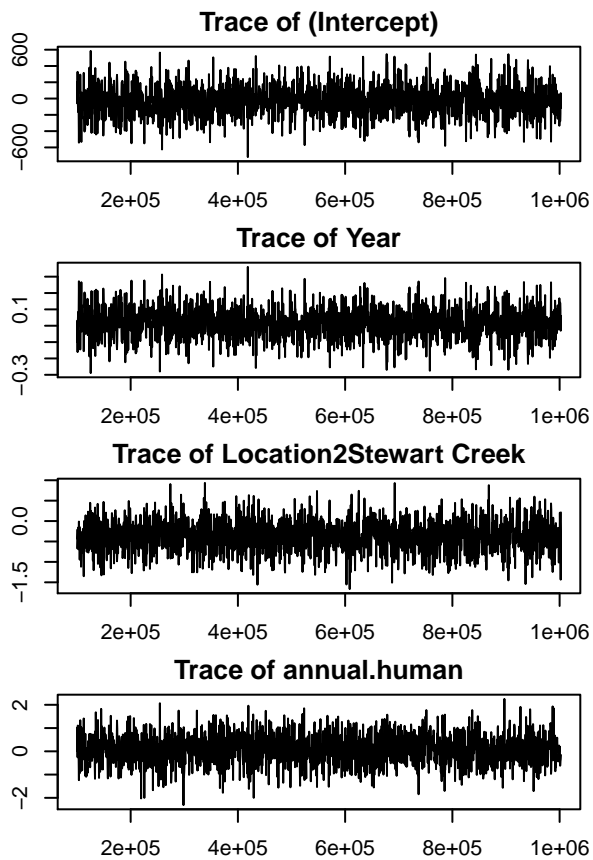 Trace of (Intercept)
600
0
−600
2e+05 4e+05 6e+05 8e+05 1e+06
Trace of Year
0.1
−0.3
2e+05 4e+05 6e+05 8e+05 1e+06
Trace of Location2Stewart Creek
0.0
−1.5
2e+05 4e+05 6e+05 8e+05 1e+06
Trace of annual.human
2
0
−2
2e+05 4e+05 6e+05 8e+05 1e+06